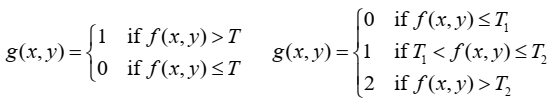 g(x, y) = { 1 if f(x, y) > T
0 if f(x, y) ≤ T
g(x, y) = { 0 if f(x, y) ≤ T₁
1 if T₁ < f(x, y) ≤ T₂
2 if f(x, y) > T₂